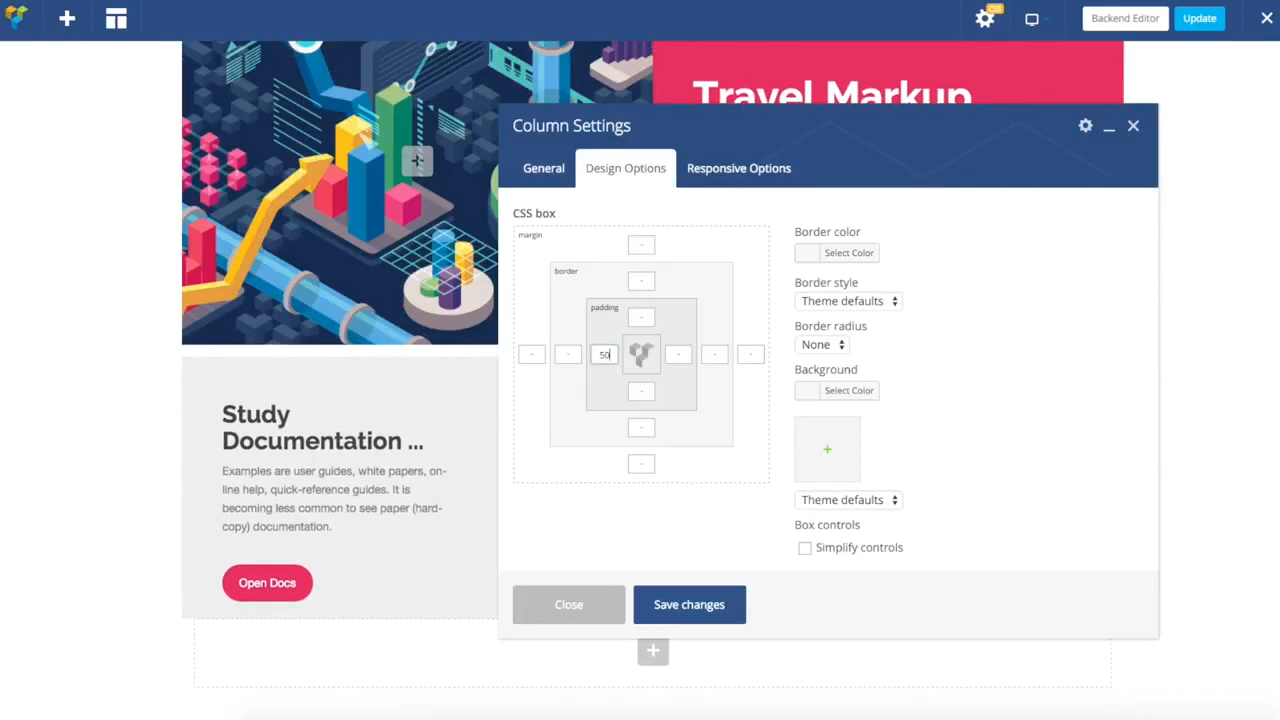 CSS
Backend Editor
Update
Travel Markup
Column Settings
General
Design Options
Responsive Options
CSS box
margin
border
padding
-
-
-
-
-
50
-
-
-
-
-
-
Border color
Select Color
Border style
Theme defaults
Border radius
None
Background
Select Color
Theme defaults
Box controls
Simplify controls
Close
Save changes
Study
Documentation ...
Examples are user guides, white papers, on-
line help, quick-reference guides. It is
becoming less common to see paper (hard-
copy) documentation.
Open Docs